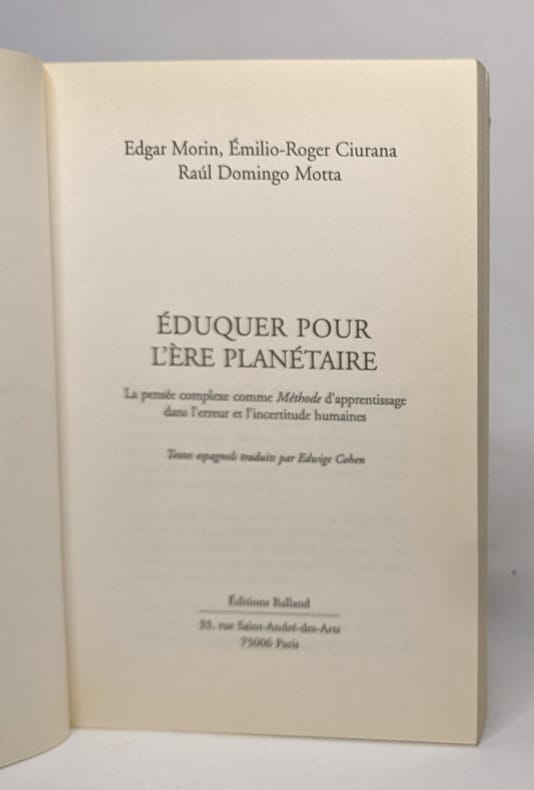 Edgar Morin, Émilio-Roger Ciurana
Raúl Domingo Motta
ÉDUQUER POUR
L'ÈRE PLANÉTAIRE
La pensée complexe comme Méthode d'apprentissage
dans l'erreur et l'incertitude humaines
Textes espagnols traduits par Edwige Cohen
Éditions Balland
33, rue Saint-André-des-Arts
75006 Paris